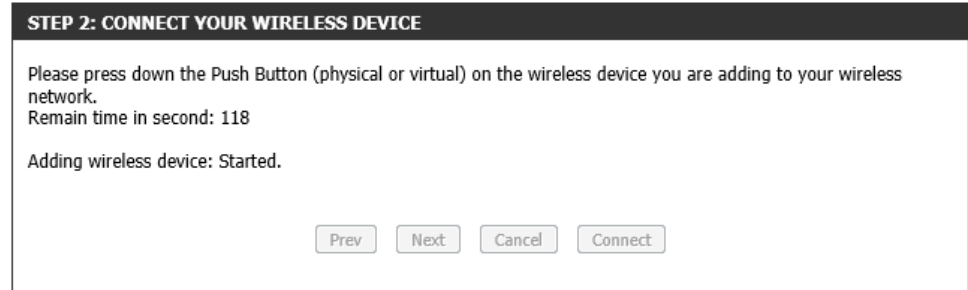 STEP 2: CONNECT YOUR WIRELESS DEVICE
Please press down the Push Button (physical or virtual) on the wireless device you are adding to your wireless
network.
Remain time in second: 118
Adding wireless device: Started.
Prev Next Cancel Connect